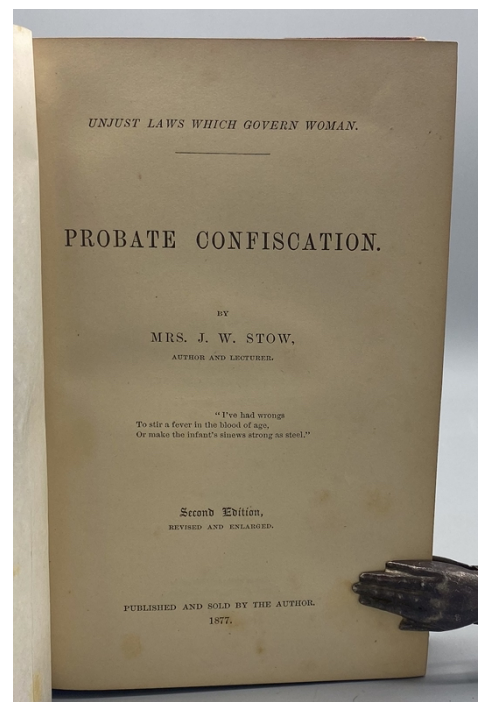 UNJUST LAWS WHICH GOVERN WOMAN.
PROBATE CONFISCATION.
BY
MRS. J. W. STOW,
AUTHOR AND LECTURER.
"I've had wrongs
To stir a fever in the blood of age,
Or make the infant's sinews strong as steel."
Second Edition,
REVISED AND ENLARGED.
PUBLISHED AND SOLD BY THE AUTHOR.
1877.